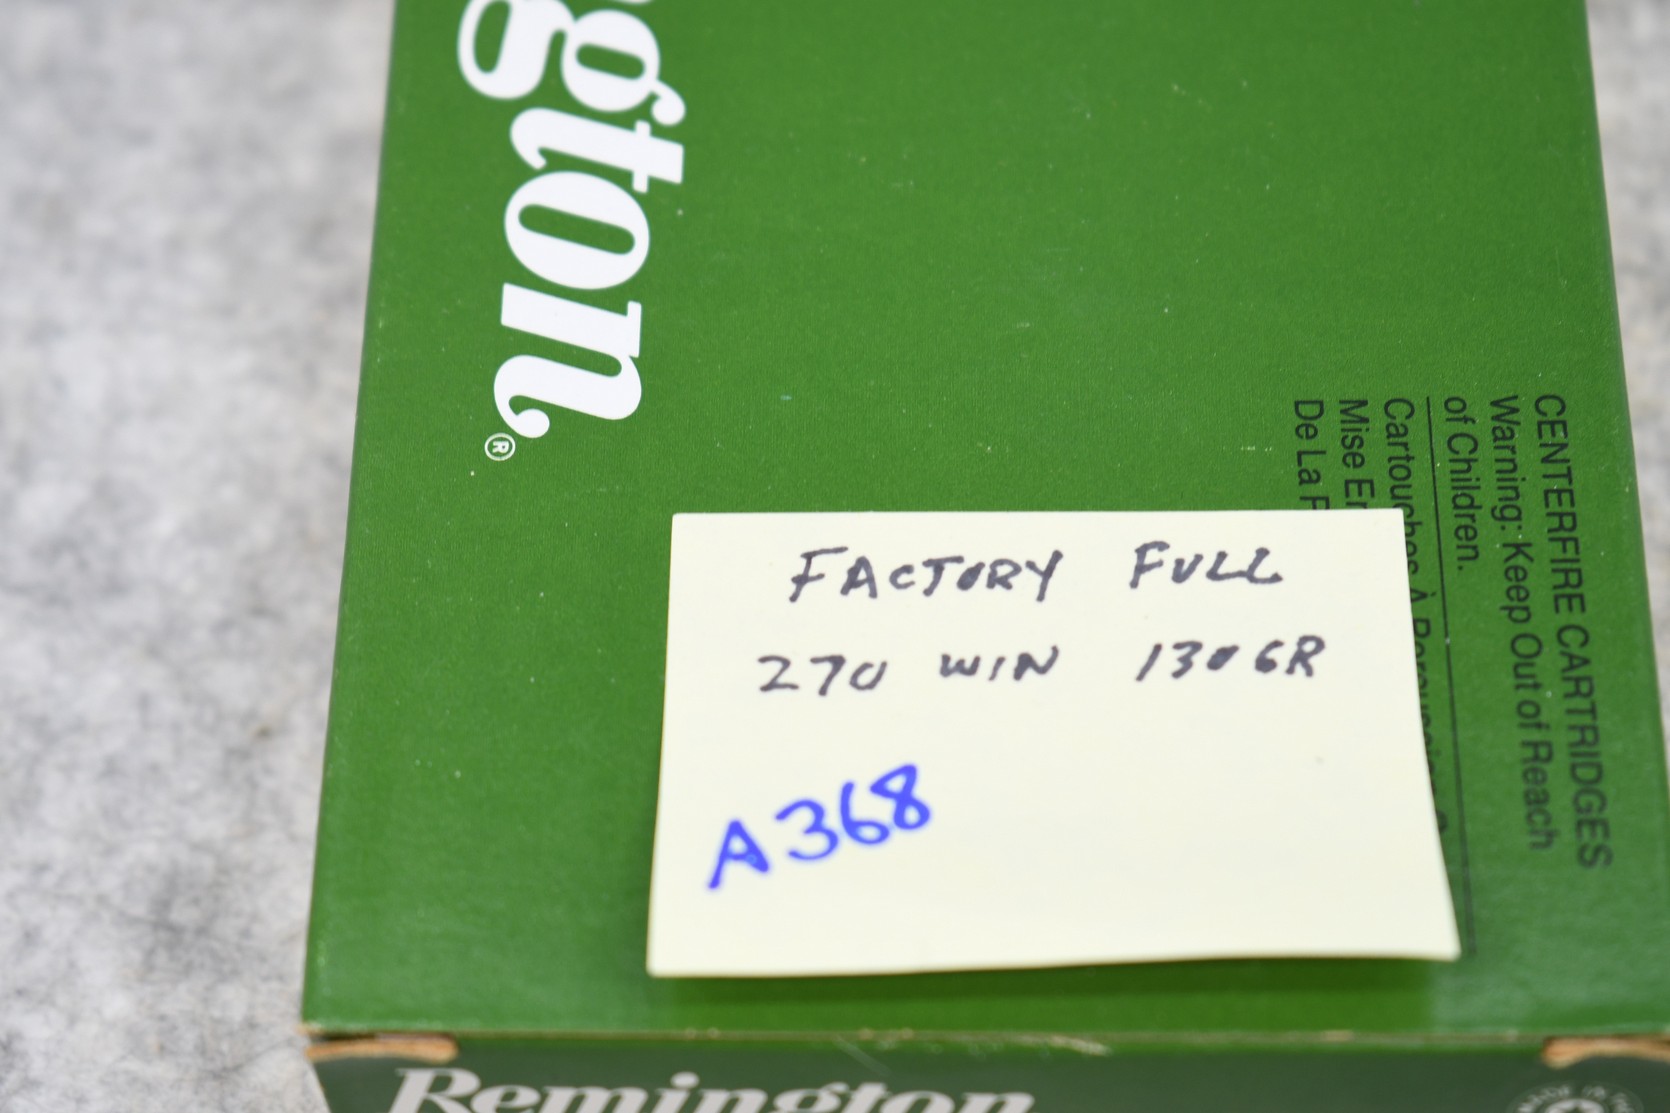 ngton®
CENTERFIRE CARTRIDGES
Warning: Keep Out of Reach
of Children.
Cartouches À
Mise
De La
FACTORY FULL
270 WIN 130GR
A368
Remington